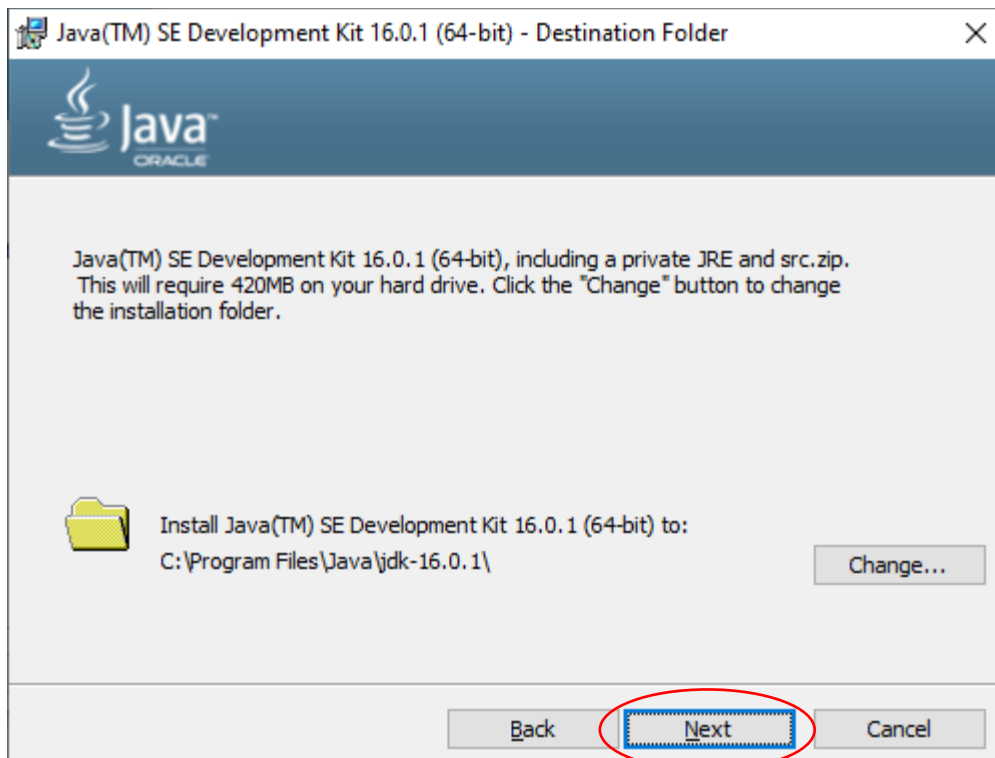 Java(TM) SE Development Kit 16.0.1 (64-bit) - Destination Folder
Java™
ORACLE
Java(TM) SE Development Kit 16.0.1 (64-bit), including a private JRE and src.zip.
This will require 420MB on your hard drive. Click the "Change" button to change
the installation folder.
Install Java(TM) SE Development Kit 16.0.1 (64-bit) to:
C:\Program Files\Java\jdk-16.0.1\
Change...
Back
Next
Cancel